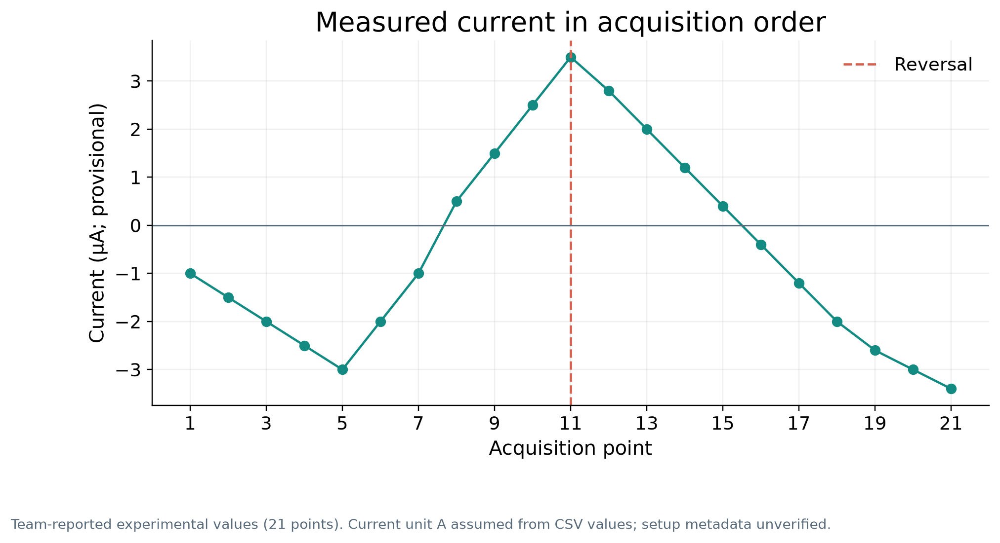 Measured current in acquisition order
Reversal
Current (µA; provisional)
3
2
1
0
−1
−2
−3
1 3 5 7 9 11 13 15 17 19 21
Acquisition point
Team-reported experimental values (21 points). Current unit A assumed from CSV values; setup metadata unverified.